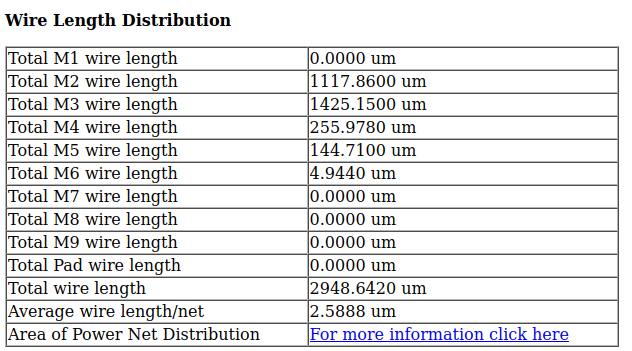 Wire Length Distribution
Total M1 wire length 0.0000 um
Total M2 wire length 1117.8600 um
Total M3 wire length 1425.1500 um
Total M4 wire length 255.9780 um
Total M5 wire length 144.7100 um
Total M6 wire length 4.9440 um
Total M7 wire length 0.0000 um
Total M8 wire length 0.0000 um
Total M9 wire length 0.0000 um
Total Pad wire length 0.0000 um
Total wire length 2948.6420 um
Average wire length/net 2.5888 um
Area of Power Net Distribution For more information click here